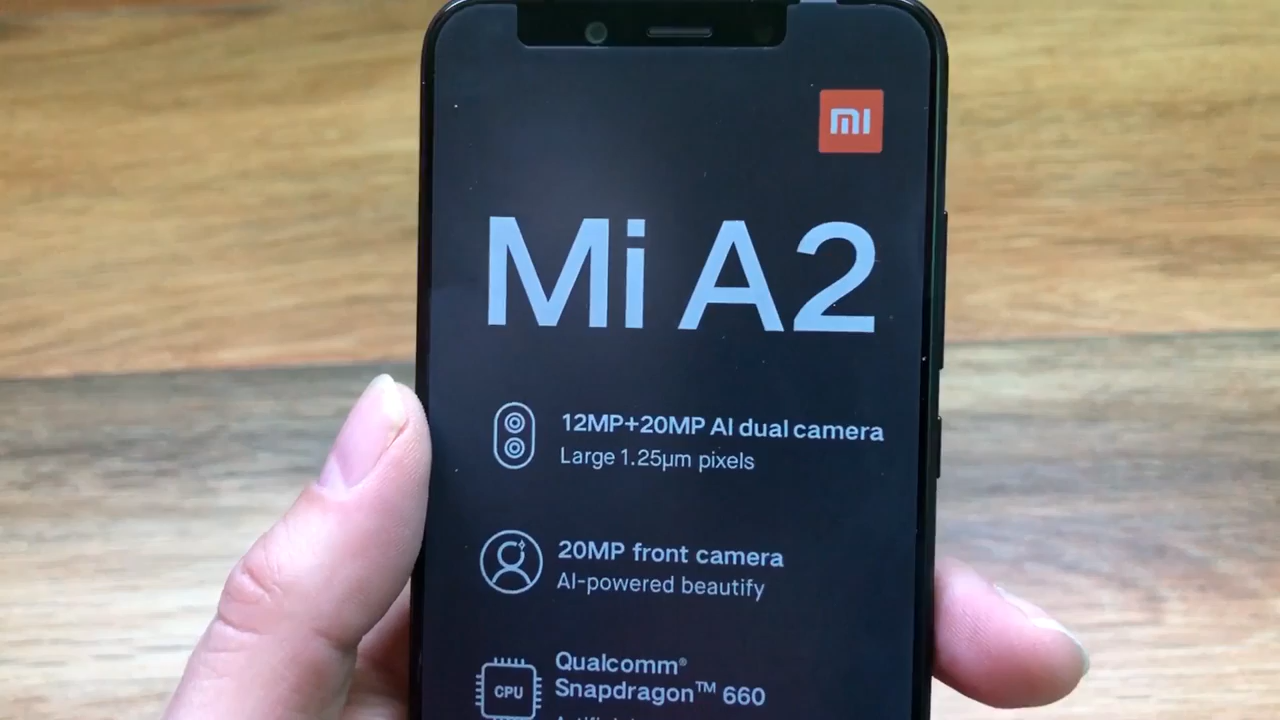 mi
Mi A2
12MP+20MP AI dual camera
Large 1.25µm pixels
20MP front camera
AI-powered beautify
CPU
Qualcomm®
Snapdragon™ 660